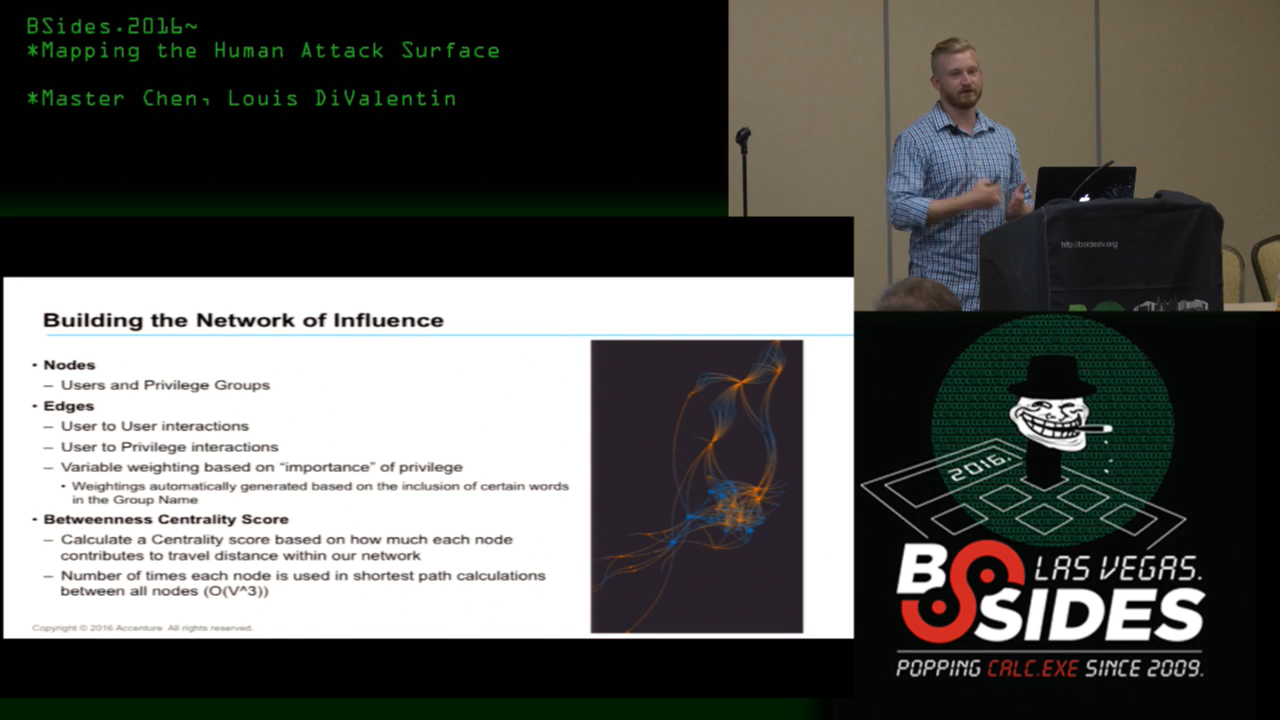 BSides.2016~
*Mapping the Human Attack Surface
*Master Chen, Louis DiValentin
http://bsideslv.org
Building the Network of Influence
• Nodes
– Users and Privilege Groups
• Edges
– User to User interactions
– User to Privilege interactions
– Variable weighting based on “importance” of privilege
• Weightings automatically generated based on the inclusion of certain words
in the Group Name
• Betweenness Centrality Score
– Calculate a Centrality score based on how much each node
contributes to travel distance within our network
– Number of times each node is used in shortest path calculations
between all nodes (O(V^3))
Copyright © 2016 Accenture. All rights reserved.
2016.
BSIDES
LAS VEGAS.
POPPING CALC.EXE SINCE 2009.